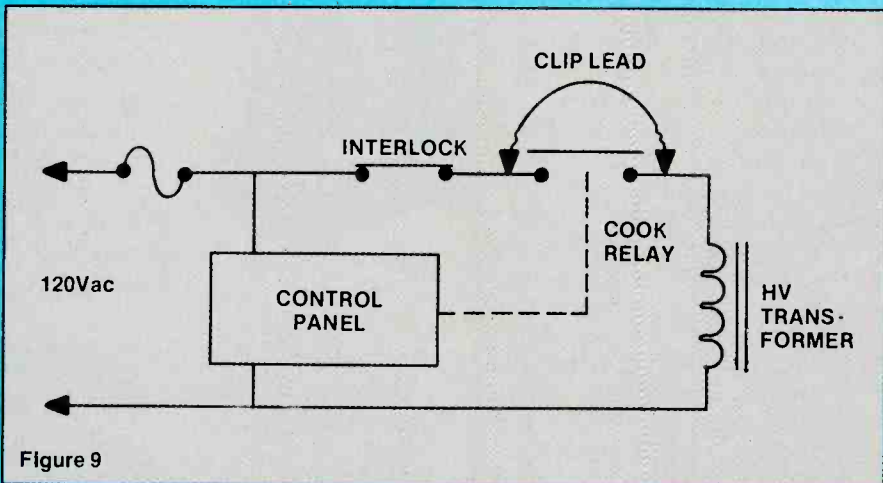 CLIP LEAD
INTERLOCK
COOK
RELAY
120Vac
CONTROL
PANEL
HV
TRANS-
FORMER
Figure 9